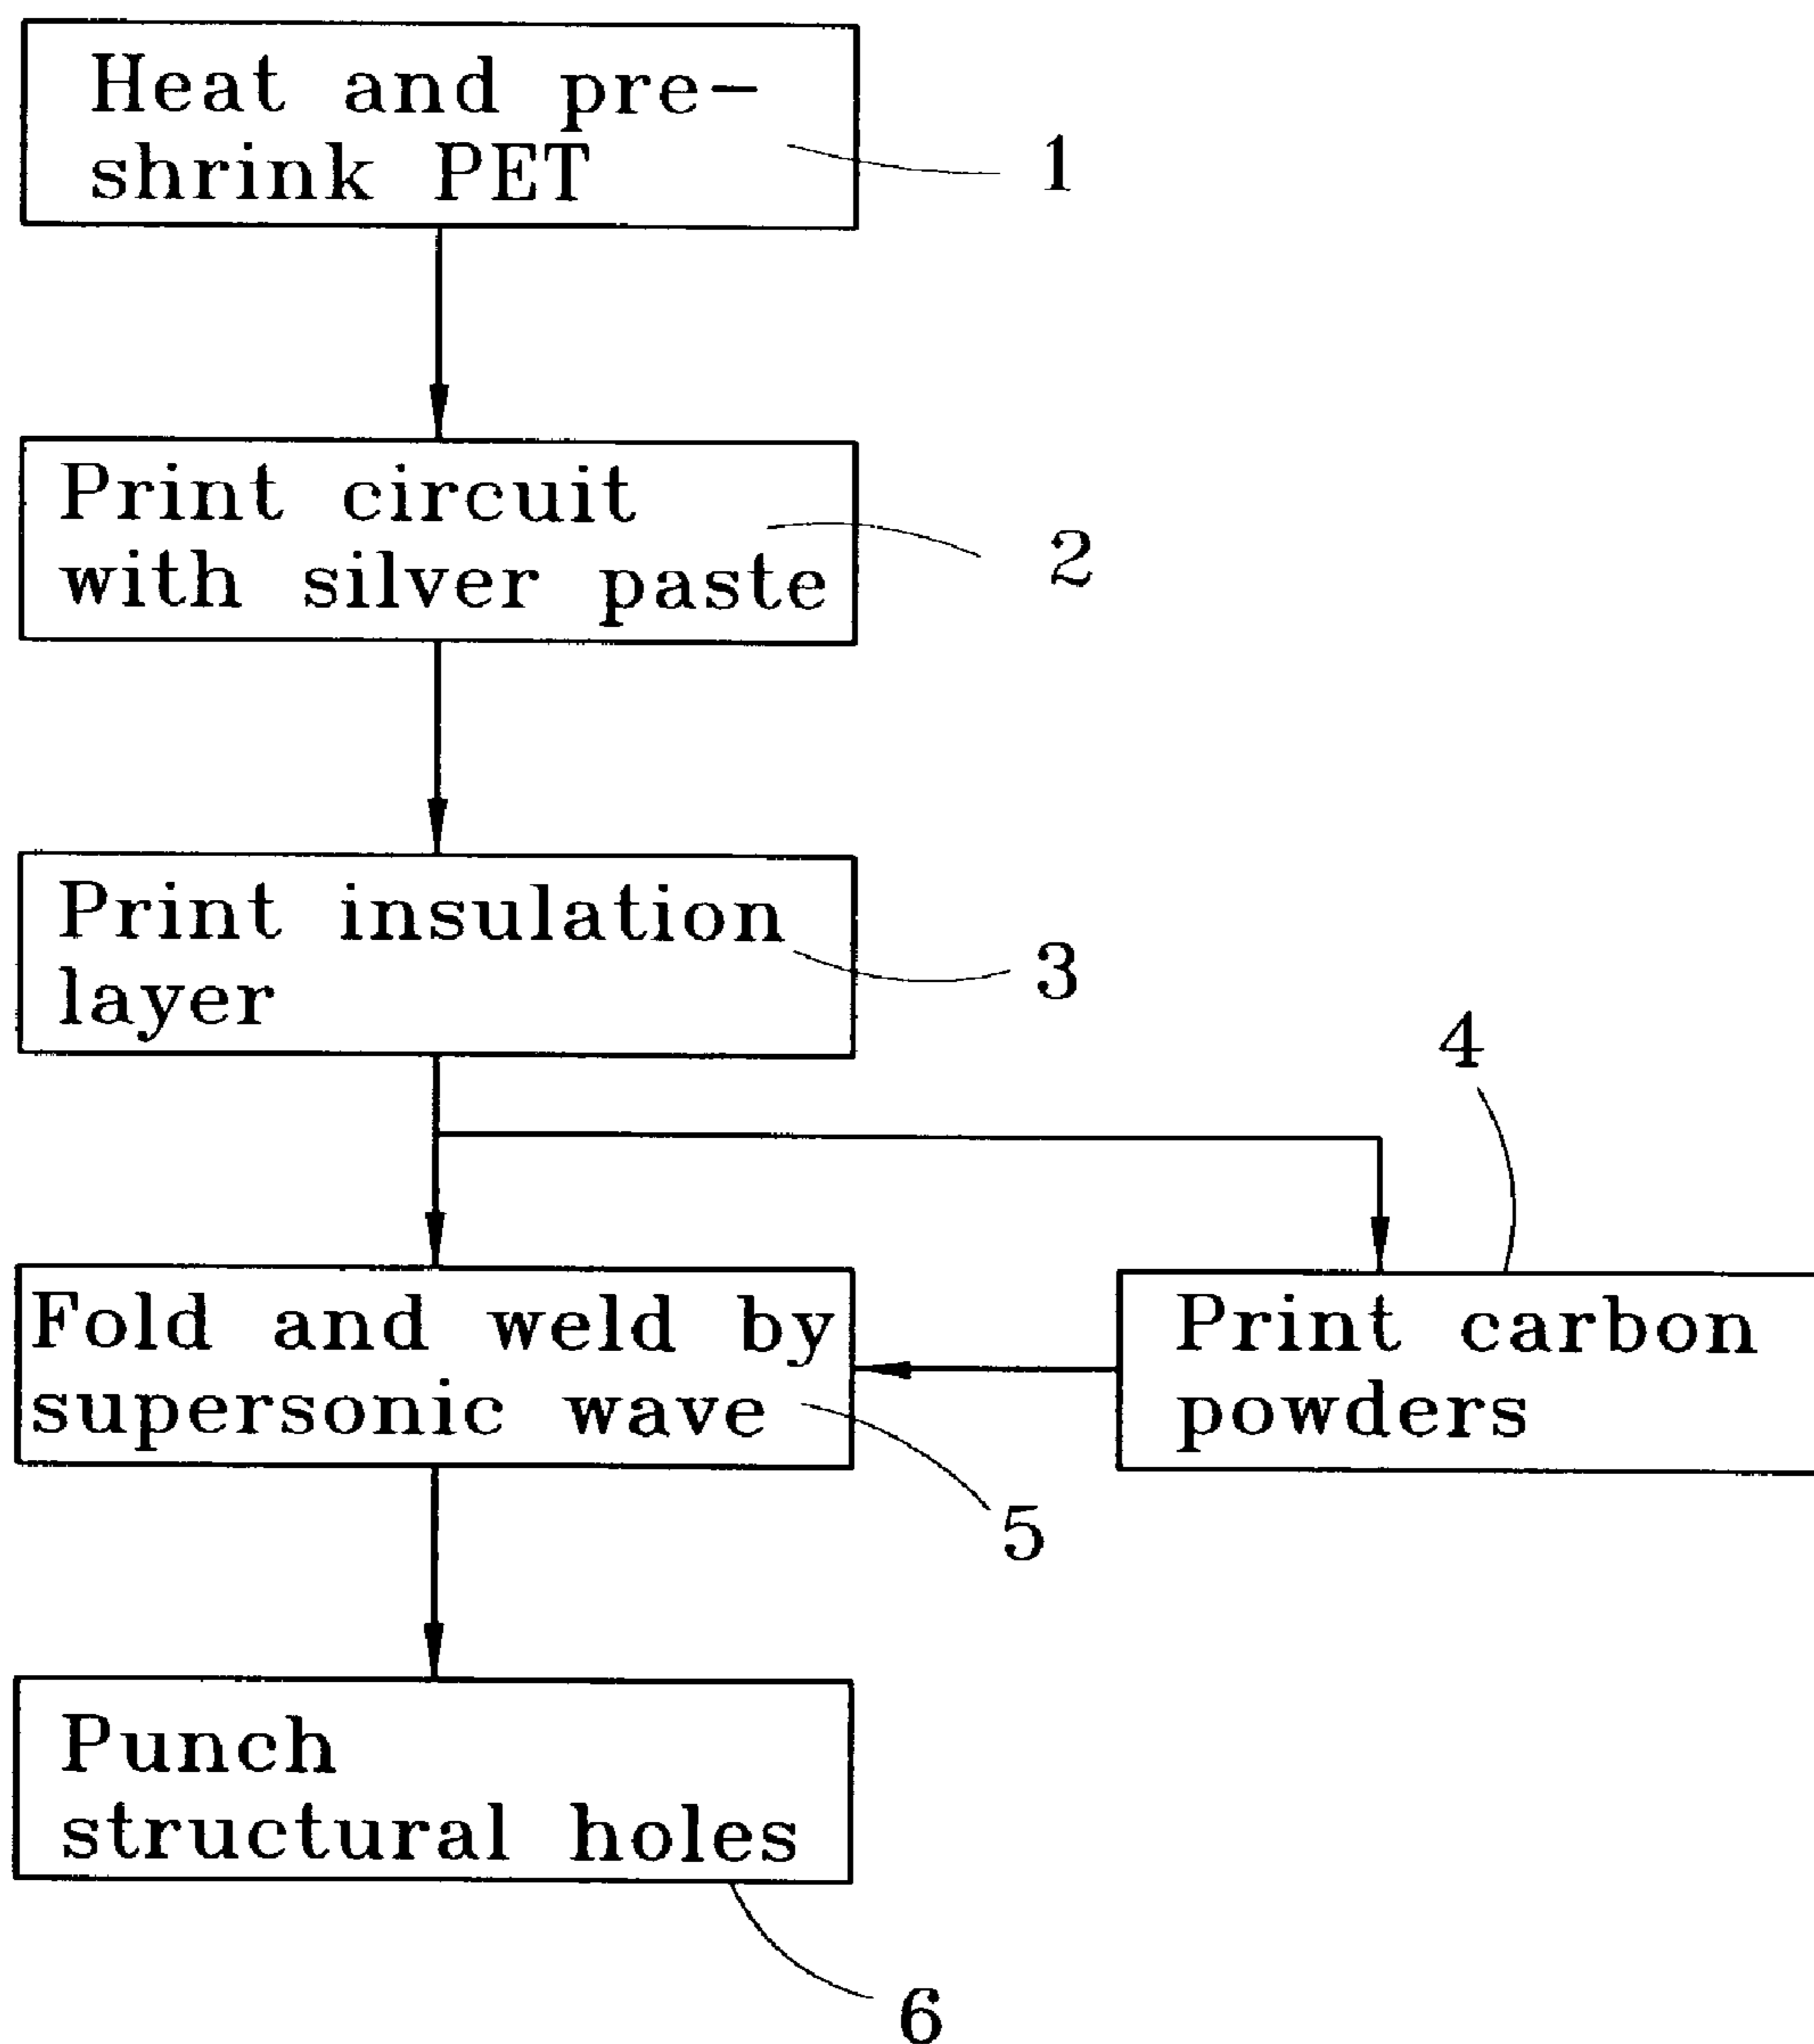 Heat and pre-
shrink PET
1
Print circuit
with silver paste
2
Print insulation
layer
3
4
Fold and weld by
supersonic wave
5
Print carbon
powders
Punch
structural holes
6